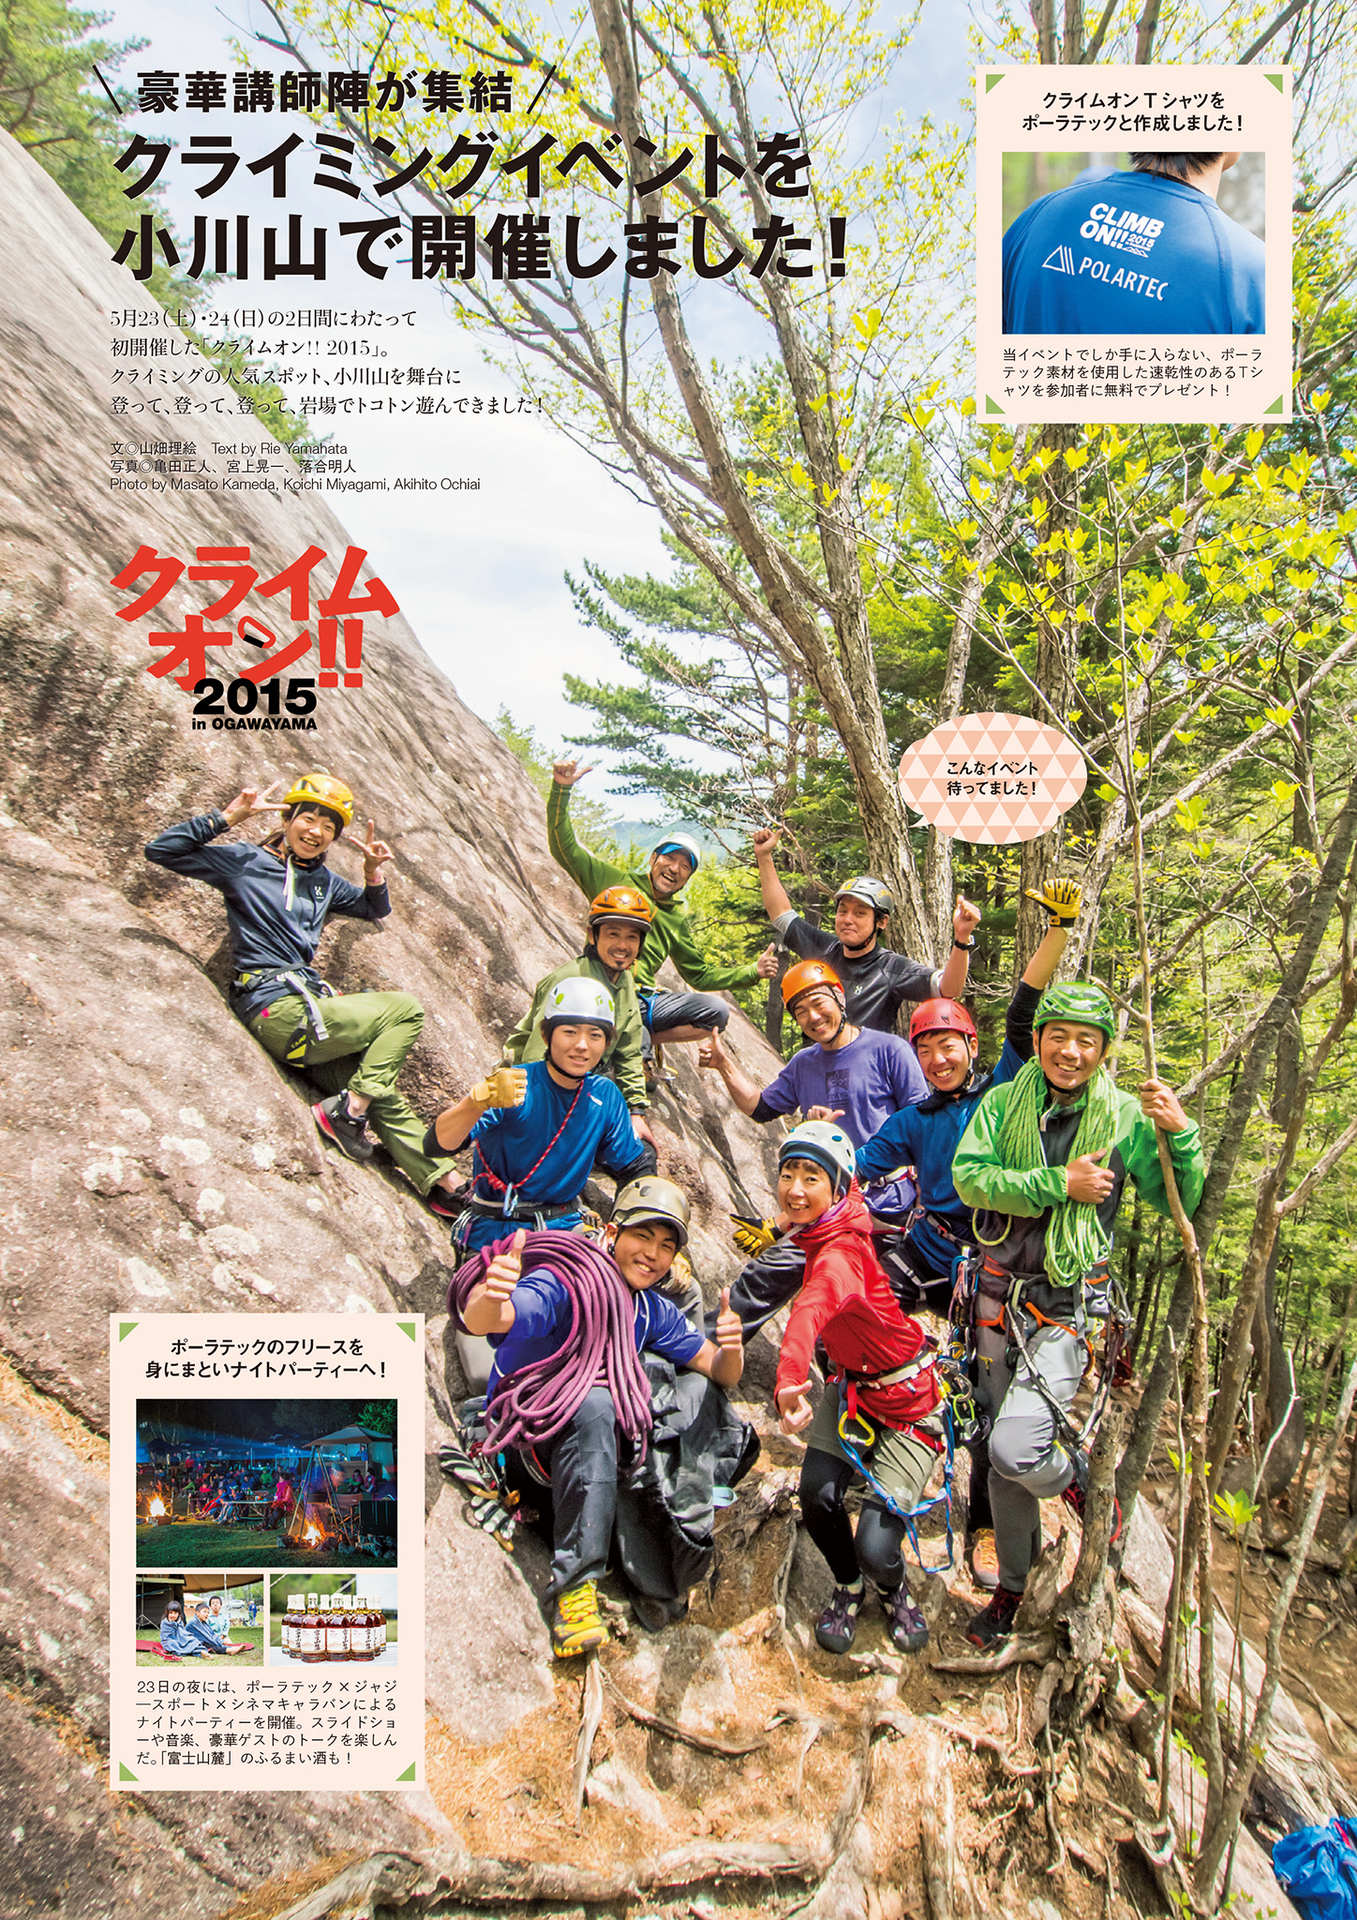 豪華講師陣が集結
クライミングイベントを
小川山で開催しました!
5月23(土)・24(日)の2日間にわたって
初開催した「クライムオン!! 2015」。
クライミングの人気スポット、小川山を舞台に
登って、登って、登って、岩場でトコトン遊んできました!
文◎山畑理絵 Text by Rie Yamahata
写真◎亀田正人、宮上晃一、落合明人
Photo by Masato Kameda, Koichi Miyagami, Akihito Ochiai
クライムオンTシャツを
ポーラテックと作成しました!
CLIMB
ON!! 2015
POLARTEC
当イベントでしか手に入らない、ポーラ
テック素材を使用した速乾性のあるTシ
ャツを参加者に無料でプレゼント!
クライム
オン!!
2015
in OGAWAYAMA
こんなイベント
待ってました!
ポーラテックのフリースを
身にまといナイトパーティーへ!
23日の夜には、ポーラテック×ジャジ
ースポート×シネマキャラバンによる
ナイトパーティーを開催。スライドショ
ーや音楽、豪華ゲストのトークを楽しん
だ。「富士山麓」のふるまい酒も!